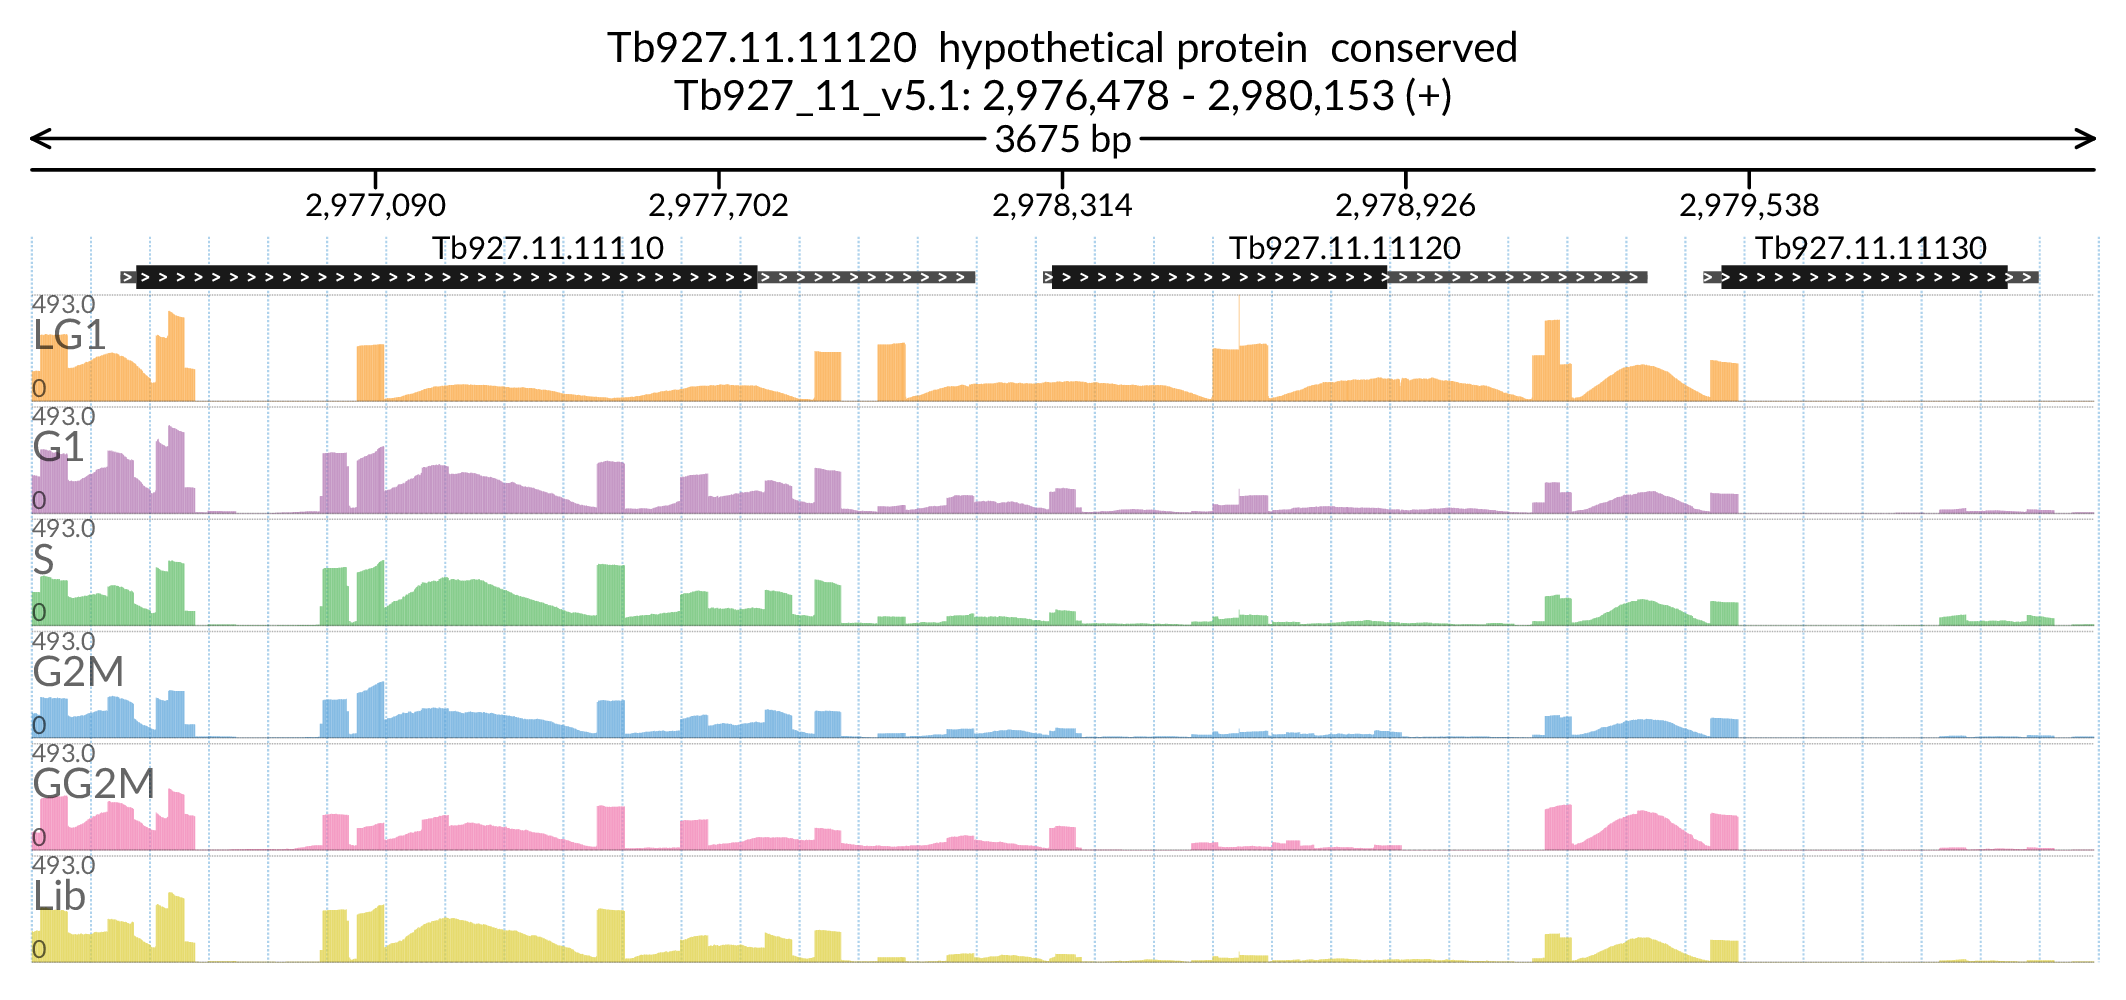 Tb927.11.11120 hypothetical protein conserved
Tb927_11_v5.1: 2,976,478 - 2,980,153 (+)
3675 bp
2,977,090 2,977,702 2,978,314 2,978,926 2,979,538
Tb927.11.11110 Tb927.11.11120 Tb927.11.11130
493.0
LG1
0
493.0
G1
0
493.0
S
0
493.0
G2M
0
493.0
GG2M
0
493.0
Lib
0